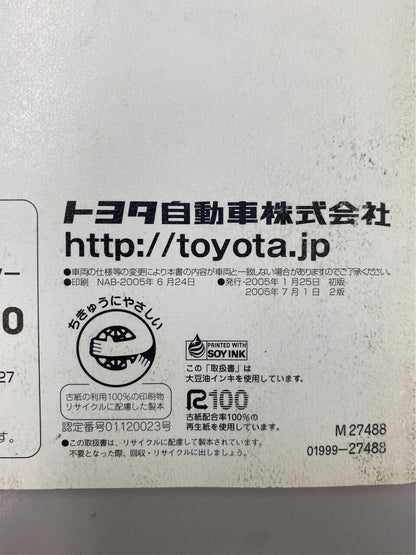 トヨタ自動車株式会社
http://toyota.jp
●車両の仕様等の変更により本書の内容が車両と一致しない場合がありますのでご了承ください。
●印刷 NAB-2005年6月24日 ●発行-2005年1月25日 初版
2005年7月1日 2版
ー
0
27
す。
ちきゅうにやさしい
古紙の利用100%の印刷物
リサイクルに配慮した製本
認定番号01120023号
PRINTED WITH
SOY INK
この「取扱書」は
大豆油インキを使用しています。
R100
古紙配合率100%の
再生紙を使用しています。
●この取扱書は、リサイクルに配慮して製本されています。
不要となった際、回収・リサイクルに出しましょう。
M 27488
01999-27488